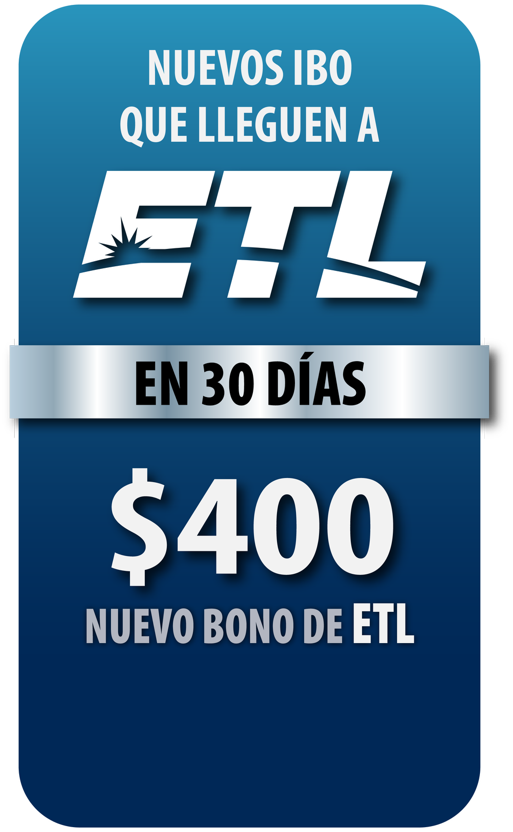 NUEVOS IBO
QUE LLEGUEN A
ETL
EN 30 DÍAS
$400
NUEVO BONO DE ETL